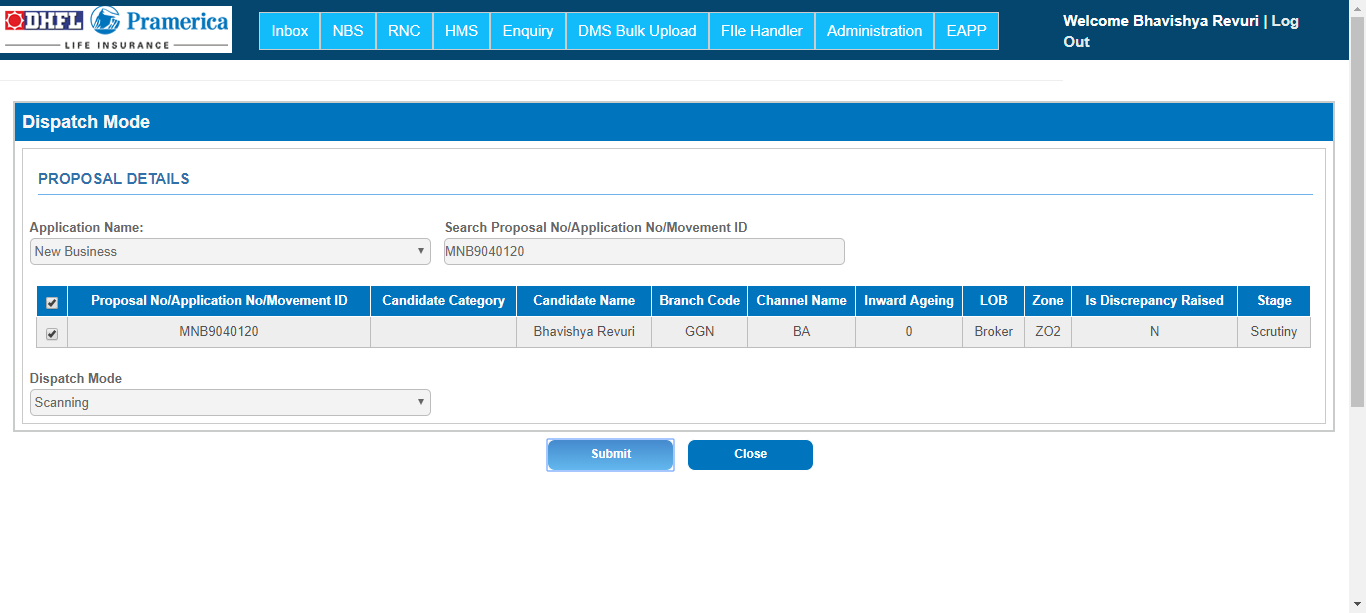 DHFL Pramerica
LIFE INSURANCE
Inbox NBS RNC HMS Enquiry DMS Bulk Upload FIle Handler Administration EAPP
Welcome Bhavishya Revuri | Log
Out
Dispatch Mode
PROPOSAL DETAILS
Application Name: Search Proposal No/Application No/Movement ID
New Business MNB9040120
Proposal No/Application No/Movement ID Candidate Category Candidate Name Branch Code Channel Name Inward Ageing LOB Zone Is Discrepancy Raised Stage
MNB9040120 Bhavishya Revuri GGN BA 0 Broker ZO2 N Scrutiny
Dispatch Mode
Scanning
Submit Close